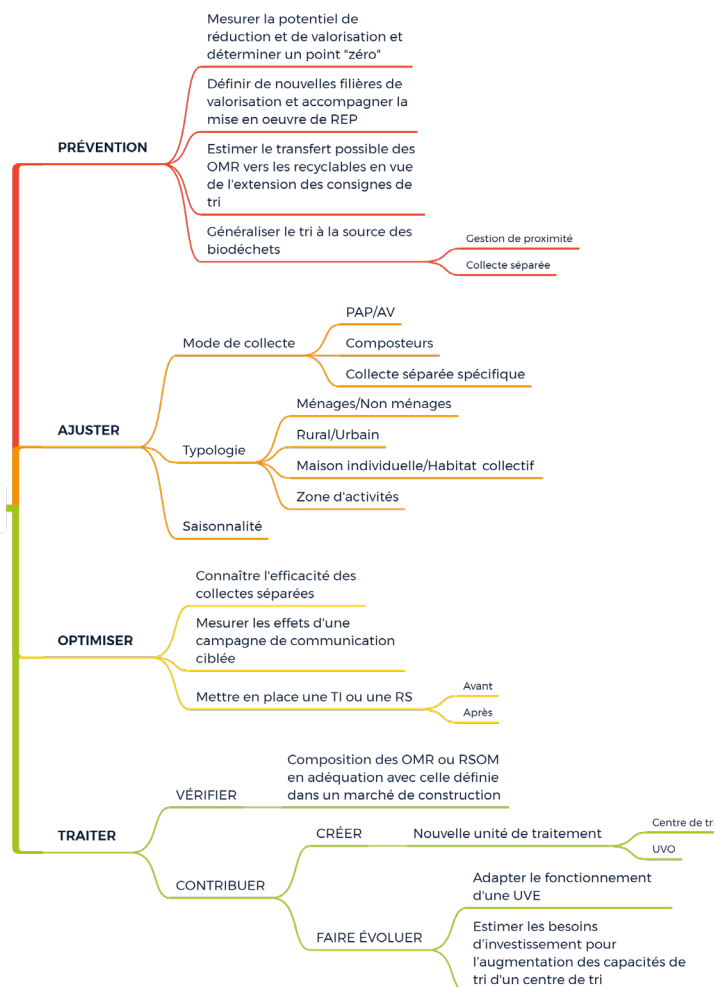 PRÉVENTION
Mesurer la potentiel de
réduction et de valorisation et
déterminer un point "zéro"
Définir de nouvelles filières de
valorisation et accompagner la
mise en oeuvre de REP
Estimer le transfert possible des
OMR vers les recyclables en vue
de l'extension des consignes de
tri
Généraliser le tri à la source des
biodéchets
Gestion de proximité
Collecte séparée
AJUSTER
Mode de collecte
PAP/AV
Composteurs
Collecte séparée spécifique
Typologie
Ménages/Non ménages
Rural/Urbain
Maison individuelle/Habitat collectif
Zone d'activités
Saisonnalité
OPTIMISER
Connaître l'efficacité des
collectes séparées
Mesurer les effets d'une
campagne de communication
ciblée
Mettre en place une TI ou une RS
Avant
Après
TRAITER
VÉRIFIER
Composition des OMR ou RSOM
en adéquation avec celle définie
dans un marché de construction
CONTRIBUER
CRÉER
Nouvelle unité de traitement
Centre de tri
UVO
FAIRE ÉVOLUER
Adapter le fonctionnement
d'une UVE
Estimer les besoins
d'investissement pour
l'augmentation des capacités de
tri d'un centre de tri